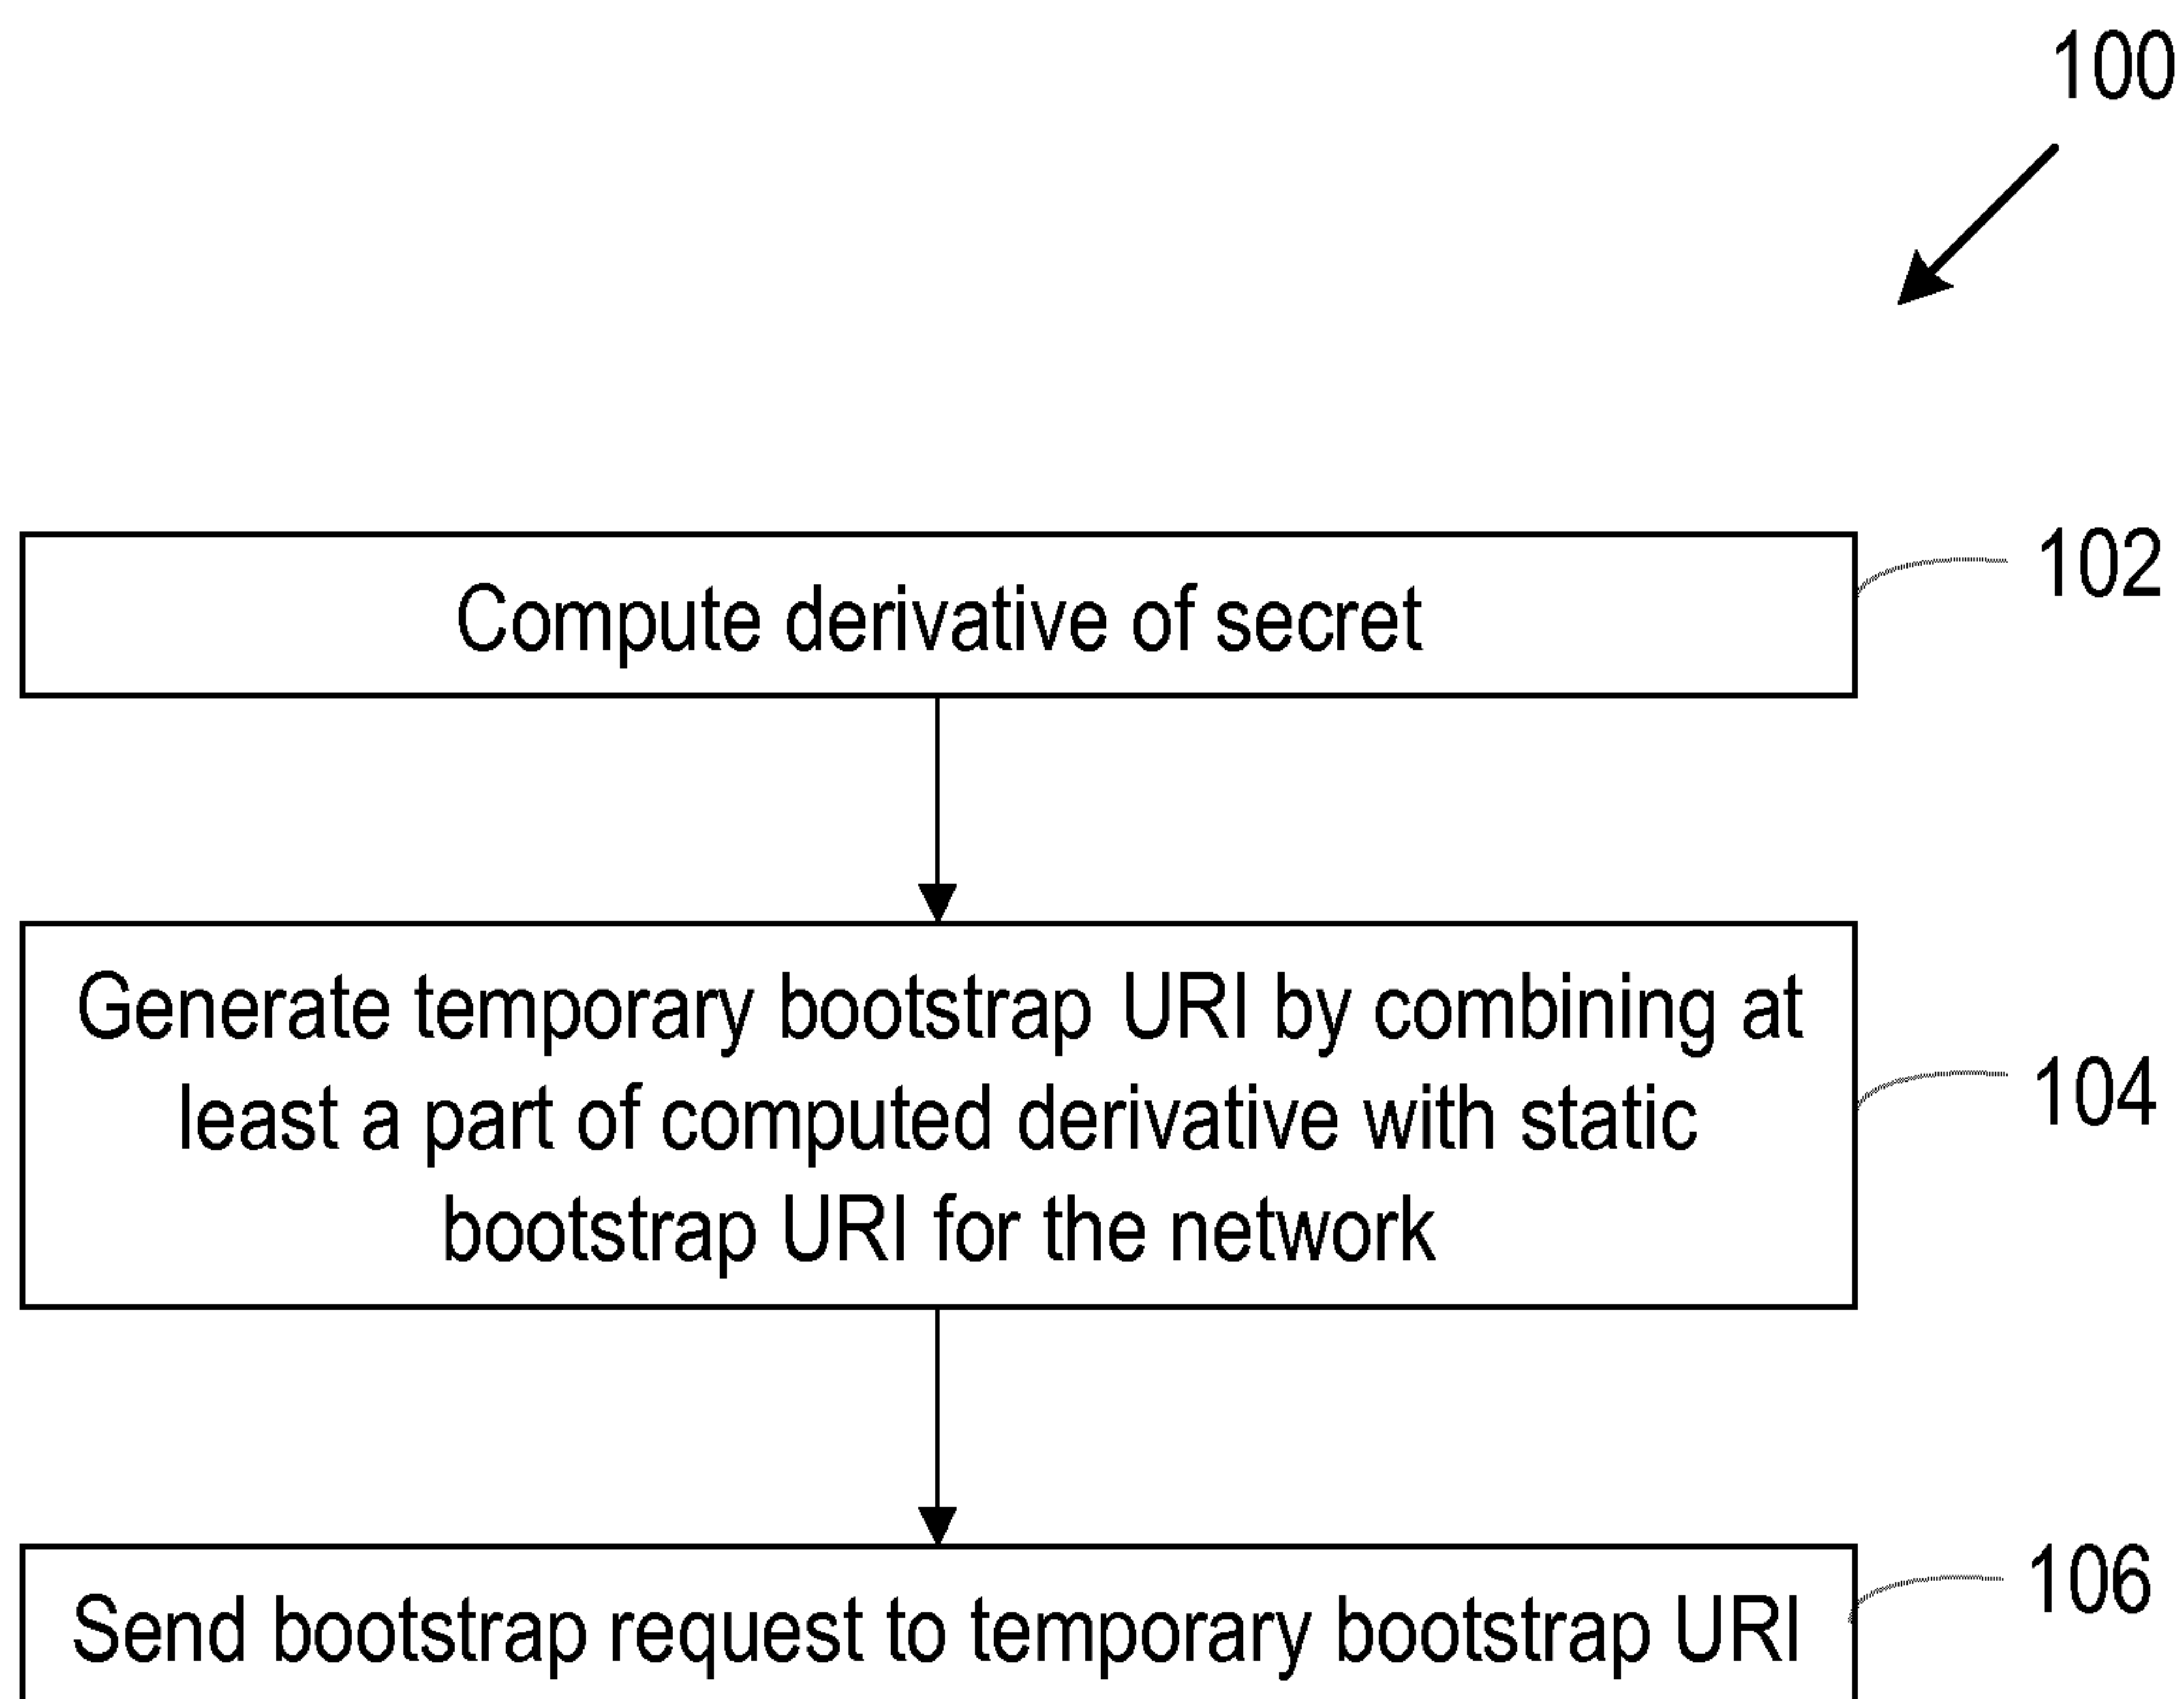 100
Compute derivative of secret
102
Generate temporary bootstrap URI by combining at
least a part of computed derivative with static
bootstrap URI for the network
104
Send bootstrap request to temporary bootstrap URI
106